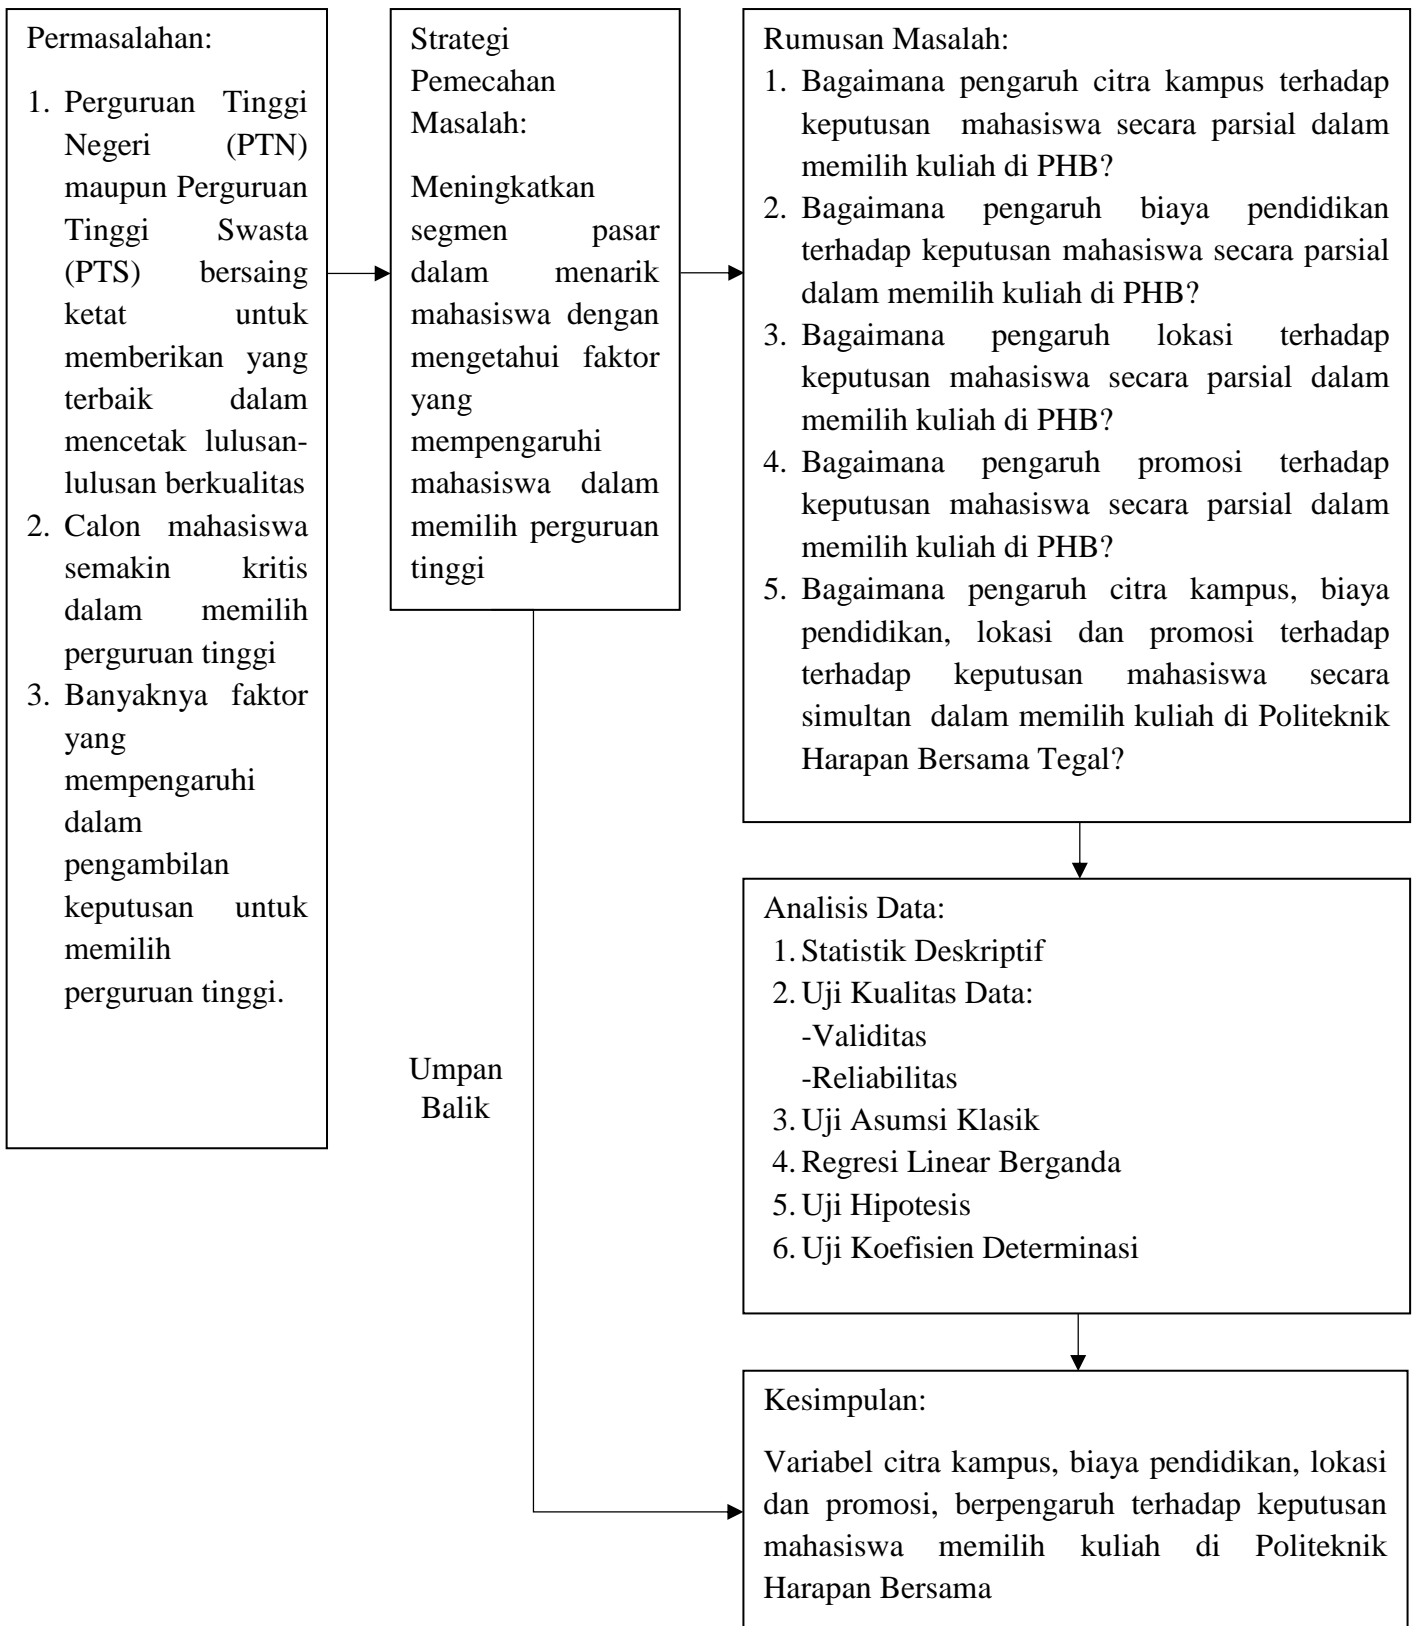 Permasalahan:
1. Perguruan Tinggi
Negeri (PTN)
maupun Perguruan
Tinggi Swasta
(PTS) bersaing
ketat untuk
memberikan yang
terbaik dalam
mencetak lulusan-
lulusan berkualitas
2. Calon mahasiswa
semakin kritis
dalam memilih
perguruan tinggi
3. Banyaknya faktor
yang
mempengaruhi
dalam
pengambilan
keputusan untuk
memilih
perguruan tinggi.
Strategi
Pemecahan
Masalah:
Meningkatkan
segmen pasar
dalam menarik
mahasiswa dengan
mengetahui faktor
yang
mempengaruhi
mahasiswa dalam
memilih perguruan
tinggi
Rumusan Masalah:
1. Bagaimana pengaruh citra kampus terhadap
keputusan mahasiswa secara parsial dalam
memilih kuliah di PHB?
2. Bagaimana pengaruh biaya pendidikan
terhadap keputusan mahasiswa secara parsial
dalam memilih kuliah di PHB?
3. Bagaimana pengaruh lokasi terhadap
keputusan mahasiswa secara parsial dalam
memilih kuliah di PHB?
4. Bagaimana pengaruh promosi terhadap
keputusan mahasiswa secara parsial dalam
memilih kuliah di PHB?
5. Bagaimana pengaruh citra kampus, biaya
pendidikan, lokasi dan promosi terhadap
terhadap keputusan mahasiswa secara
simultan dalam memilih kuliah di Politeknik
Harapan Bersama Tegal?
Umpan
Balik
Analisis Data:
1. Statistik Deskriptif
2. Uji Kualitas Data:
-Validitas
-Reliabilitas
3. Uji Asumsi Klasik
4. Regresi Linear Berganda
5. Uji Hipotesis
6. Uji Koefisien Determinasi
Kesimpulan:
Variabel citra kampus, biaya pendidikan, lokasi
dan promosi, berpengaruh terhadap keputusan
mahasiswa memilih kuliah di Politeknik
Harapan Bersama